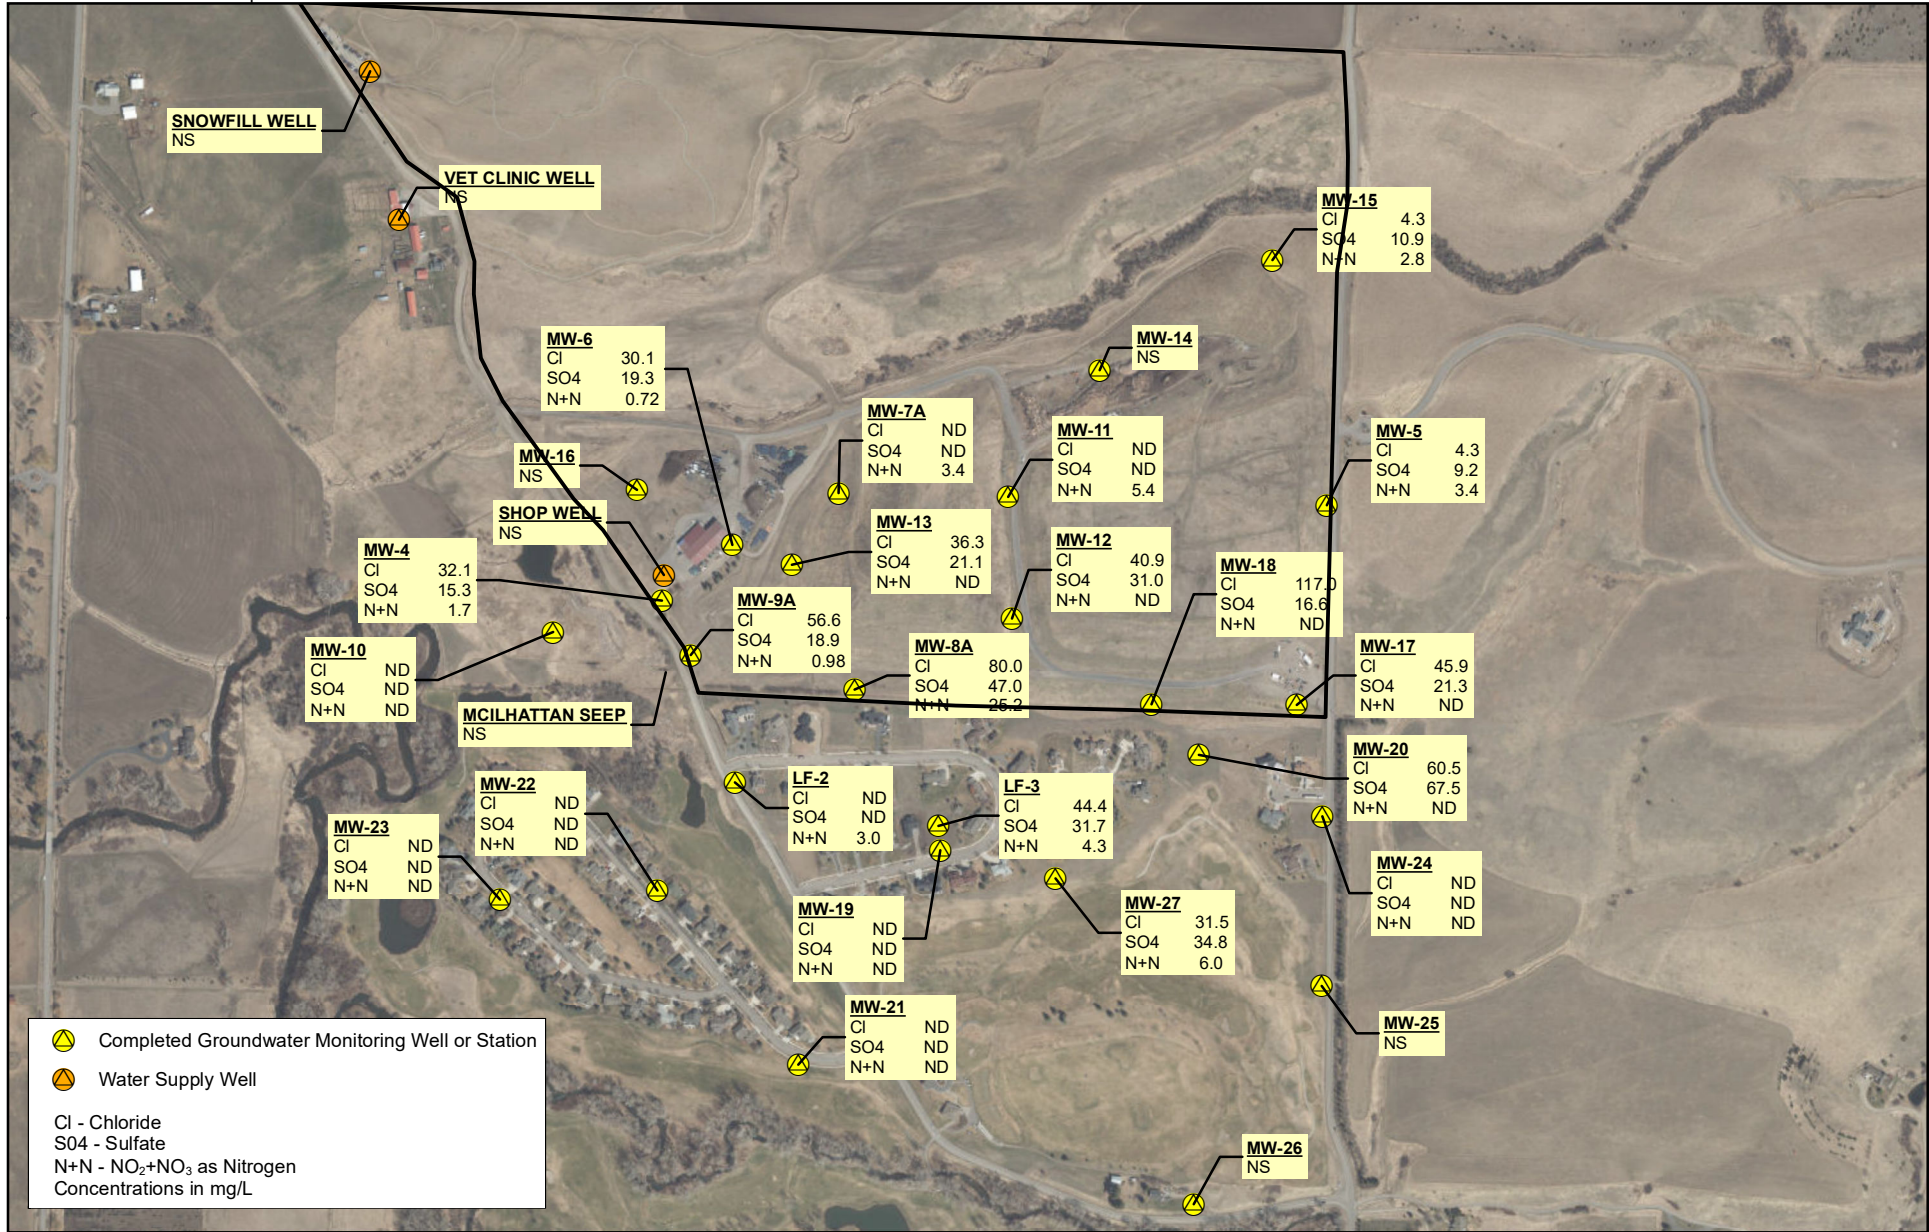 SNOWFILL WELL
NS
VET CLINIC WELL
NS
MW-15
Cl 4.3
SO4 10.9
N+N 2.8
MW-6
Cl 30.1
SO4 19.3
N+N 0.72
MW-14
NS
MW-7A
Cl ND
SO4 ND
N+N 3.4
MW-11
Cl ND
SO4 ND
N+N 5.4
MW-5
Cl 4.3
SO4 9.2
N+N 3.4
MW-16
NS
SHOP WELL
NS
MW-13
Cl 36.3
SO4 21.1
N+N ND
MW-12
Cl 40.9
SO4 31.0
N+N ND
MW-4
Cl 32.1
SO4 15.3
N+N 1.7
MW-18
Cl 117.0
SO4 16.6
N+N ND
MW-9A
Cl 56.6
SO4 18.9
N+N 0.98
MW-10
Cl ND
SO4 ND
N+N ND
MW-8A
Cl 80.0
SO4 47.0
N+N 25.2
MW-17
Cl 45.9
SO4 21.3
N+N ND
MCILHATTAN SEEP
NS
MW-20
Cl 60.5
SO4 67.5
N+N ND
MW-22
Cl ND
SO4 ND
N+N ND
LF-2
Cl ND
SO4 ND
N+N 3.0
LF-3
Cl 44.4
SO4 31.7
N+N 4.3
MW-23
Cl ND
SO4 ND
N+N ND
MW-24
Cl ND
SO4 ND
N+N ND
MW-19
Cl ND
SO4 ND
N+N ND
MW-27
Cl 31.5
SO4 34.8
N+N 6.0
MW-21
Cl ND
SO4 ND
N+N ND
MW-25
NS
MW-26
NS
Completed Groundwater Monitoring Well or Station
Water Supply Well
Cl - Chloride
S04 - Sulfate
N+N - NO₂+NO₃ as Nitrogen
Concentrations in mg/L